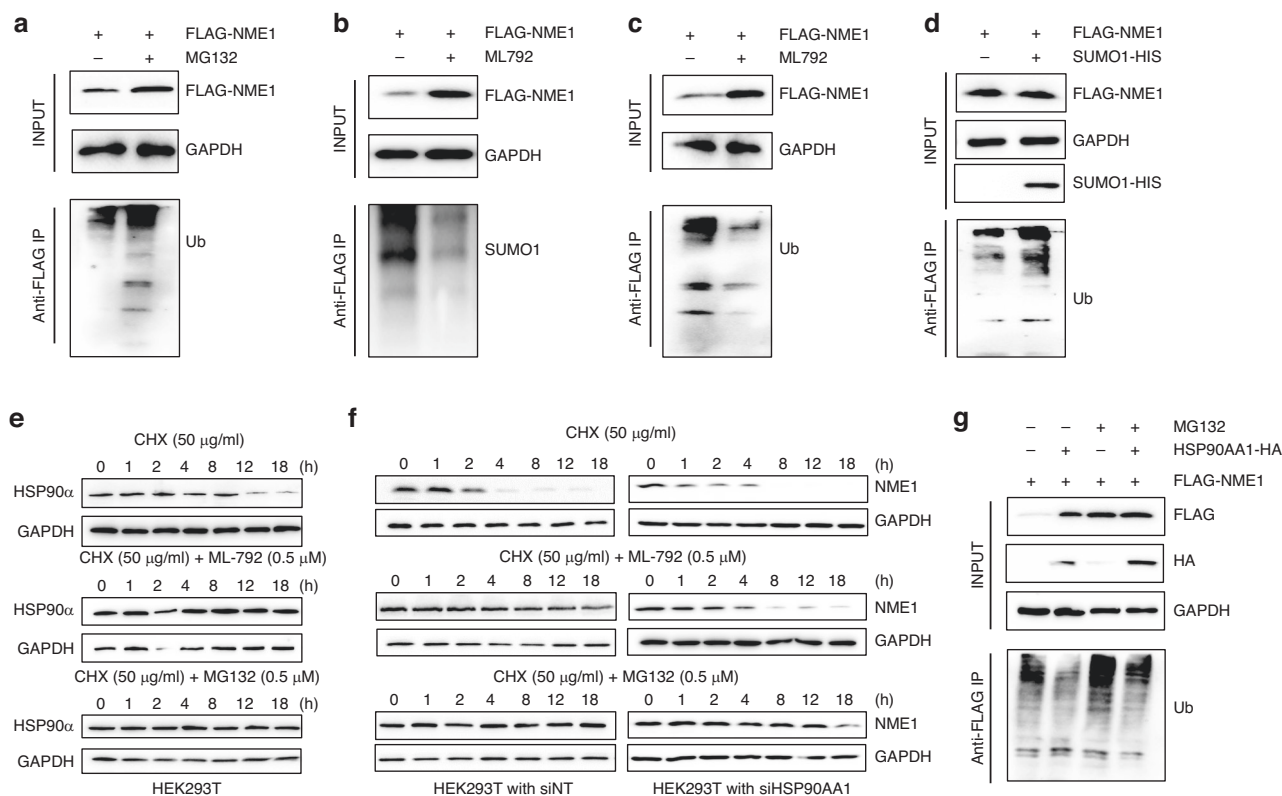 a
+ + FLAG-NME1
– + MG132
INPUT
FLAG-NME1
GAPDH
Anti-FLAG IP
Ub
b
+ + FLAG-NME1
– + ML792
INPUT
FLAG-NME1
GAPDH
Anti-FLAG IP
SUMO1
c
+ + FLAG-NME1
– + ML792
INPUT
FLAG-NME1
GAPDH
Anti-FLAG IP
Ub
d
+ + FLAG-NME1
– + SUMO1-HIS
INPUT
FLAG-NME1
GAPDH
SUMO1-HIS
Anti-FLAG IP
Ub
e
CHX (50 μg/ml)
0 1 2 4 8 12 18 (h)
HSP90α
GAPDH
CHX (50 μg/ml) + ML-792 (0.5 μM)
0 1 2 4 8 12 18 (h)
HSP90α
GAPDH
CHX (50 μg/ml) + MG132 (0.5 μM)
0 1 2 4 8 12 18 (h)
HSP90α
GAPDH
HEK293T
f
CHX (50 μg/ml)
0 1 2 4 8 12 18 (h) 0 1 2 4 8 12 18
NME1
GAPDH
CHX (50 μg/ml) + ML-792 (0.5 μM)
0 1 2 4 8 12 18 (h) 0 1 2 4 8 12 18
NME1
GAPDH
CHX (50 μg/ml) + MG132 (0.5 μM)
0 1 2 4 8 12 18 (h) 0 1 2 4 8 12 18
NME1
GAPDH
HEK293T with siNT HEK293T with siHSP90AA1
g
– – + + MG132
– + – + HSP90AA1-HA
+ + + + FLAG-NME1
INPUT
FLAG
HA
GAPDH
Anti-FLAG IP
Ub